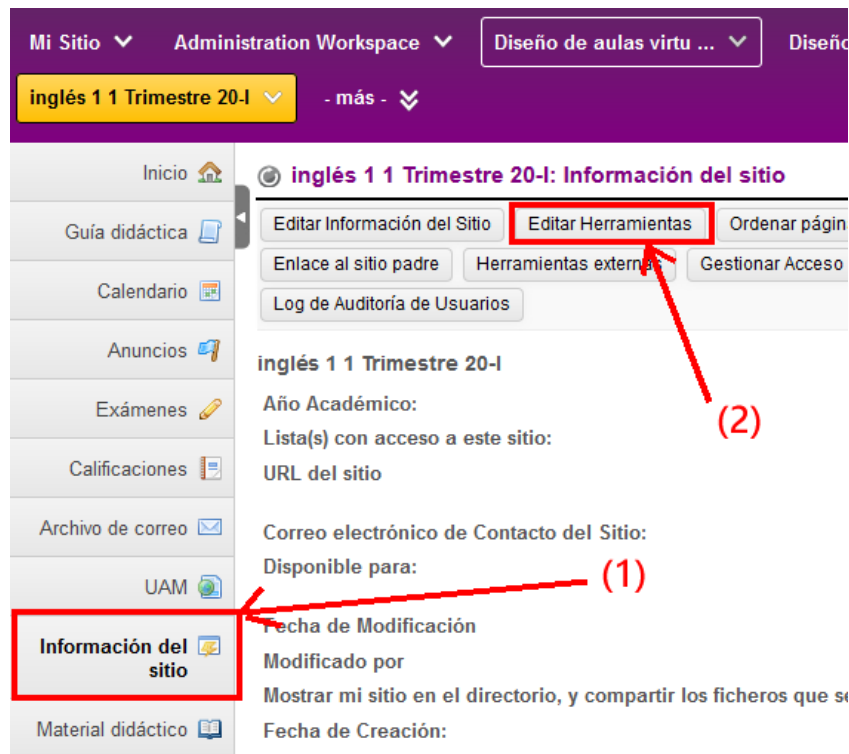 Mi Sitio Administration Workspace Diseño de aulas virtu ... Diseño
inglés 1 1 Trimestre 20-I - más -
Inicio
Guía didáctica
Calendario
Anuncios
Exámenes
Calificaciones
Archivo de correo
UAM
Información del
sitio
Material didáctico
inglés 1 1 Trimestre 20-I: Información del sitio
Editar Información del Sitio Editar Herramientas Ordenar págin
Enlace al sitio padre Herramientas externas Gestionar Acceso
Log de Auditoría de Usuarios
inglés 1 1 Trimestre 20-I
Año Académico:
(2)
Lista(s) con acceso a este sitio:
URL del sitio
Correo electrónico de Contacto del Sitio:
Disponible para:
(1)
Fecha de Modificación
Modificado por
Mostrar mi sitio en el directorio, y compartir los ficheros que se
Fecha de Creación: